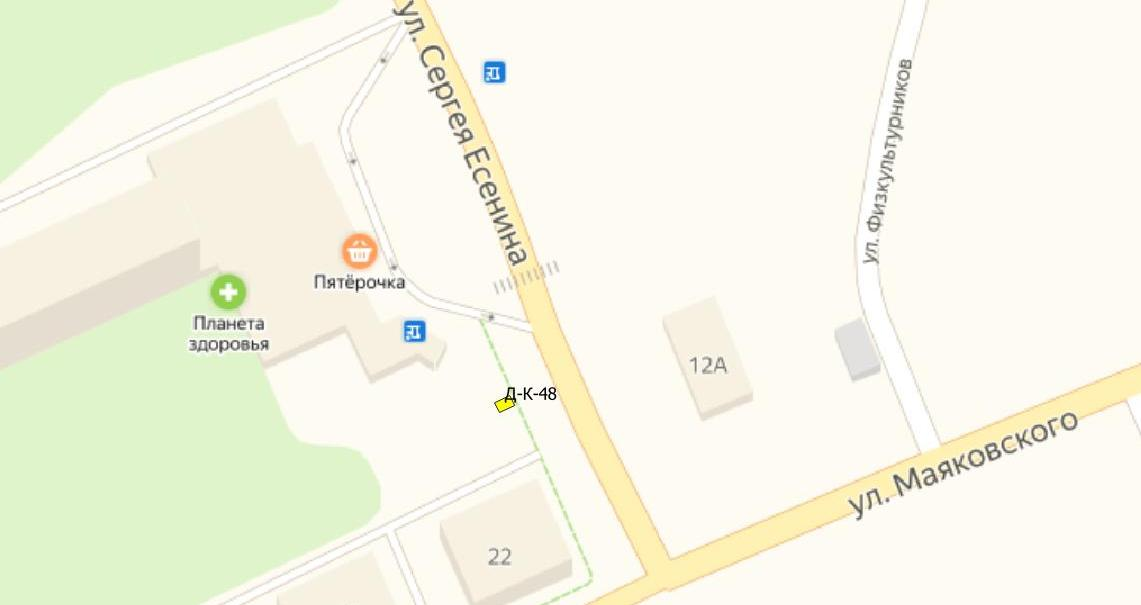 ул. Сергея Есенина
ул. Физкультурников
Пятёрочка
Планета
здоровья
12А
Д-К-48
ул. Маяковского
22